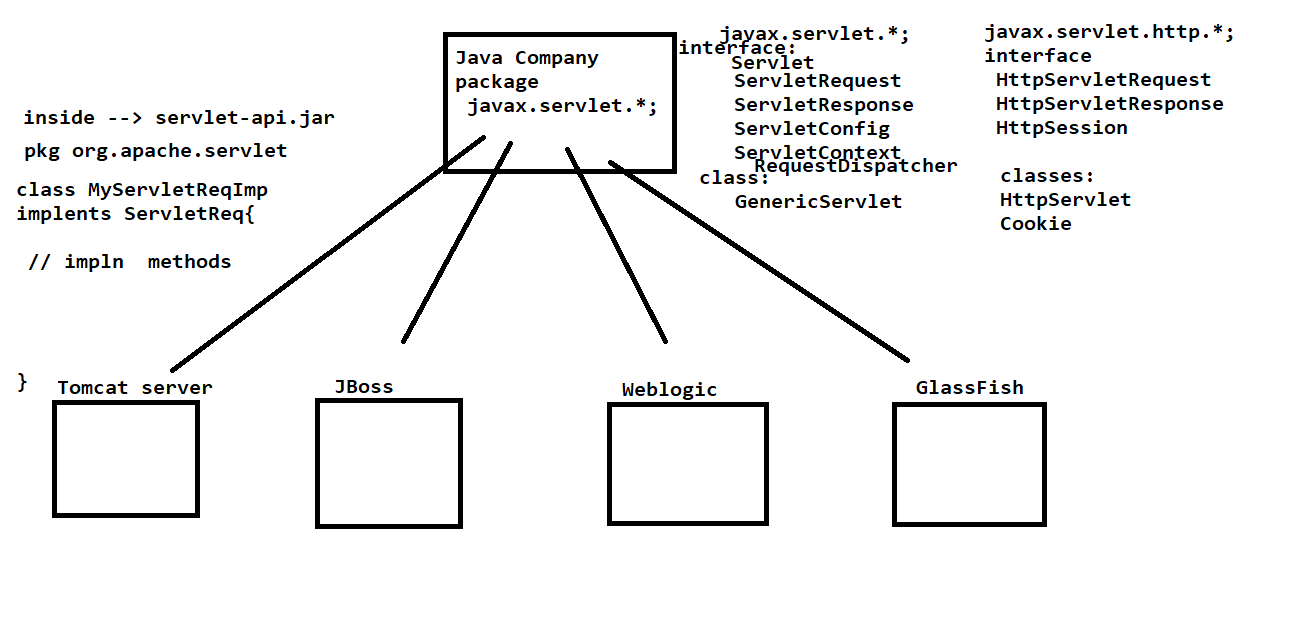 Java Company
package
javax.servlet.*;
javax.servlet.*;
interface:
Servlet
ServletRequest
ServletResponse
ServletConfig
ServletContext
RequestDispatcher
class:
GenericServlet
javax.servlet.http.*;
interface
HttpServletRequest
HttpServletResponse
HttpSession
classes:
HttpServlet
Cookie
inside --> servlet-api.jar
pkg org.apache.servlet
class MyServletReqImp
implents ServletReq{
// impln  methods
}
Tomcat server
JBoss
Weblogic
GlassFish